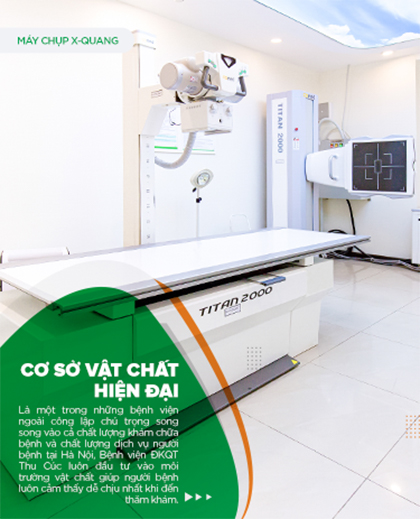 MÁY CHỤP X-QUANG
TITAN 2000
TITAN 2000
CƠ SỞ VẬT CHẤT
HIỆN ĐẠI
Là một trong những bệnh viện
ngoài công lập chú trọng song
song vào cả chất lượng khám chữa
bệnh và chất lượng dịch vụ người
bệnh tại Hà Nội, Bệnh viện ĐKQT
Thu Cúc luôn đầu tư vào môi
trường vật chất giúp người bệnh
luôn cảm thấy dễ chịu nhất khi đến
thăm khám.